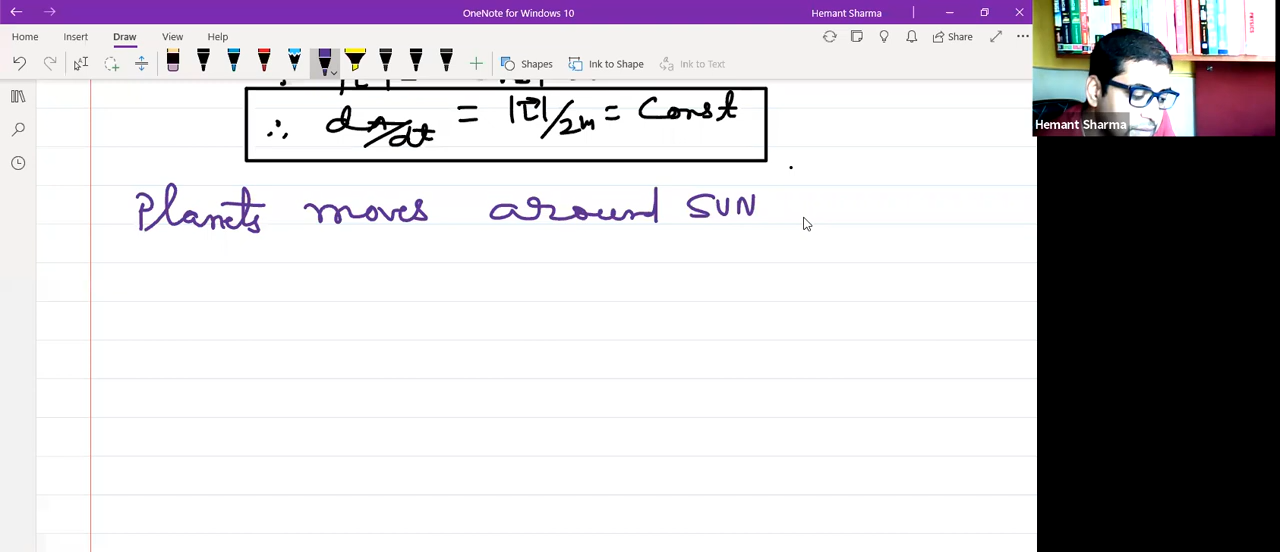 OneNote for Windows 10
Hemant Sharma
Home Insert Draw View Help
Share
Shapes
Ink to Shape
Ink to Text
Hemant Sharma
∴ dA/dt = |L⃗|/2m = Const
Planets moves around SUN